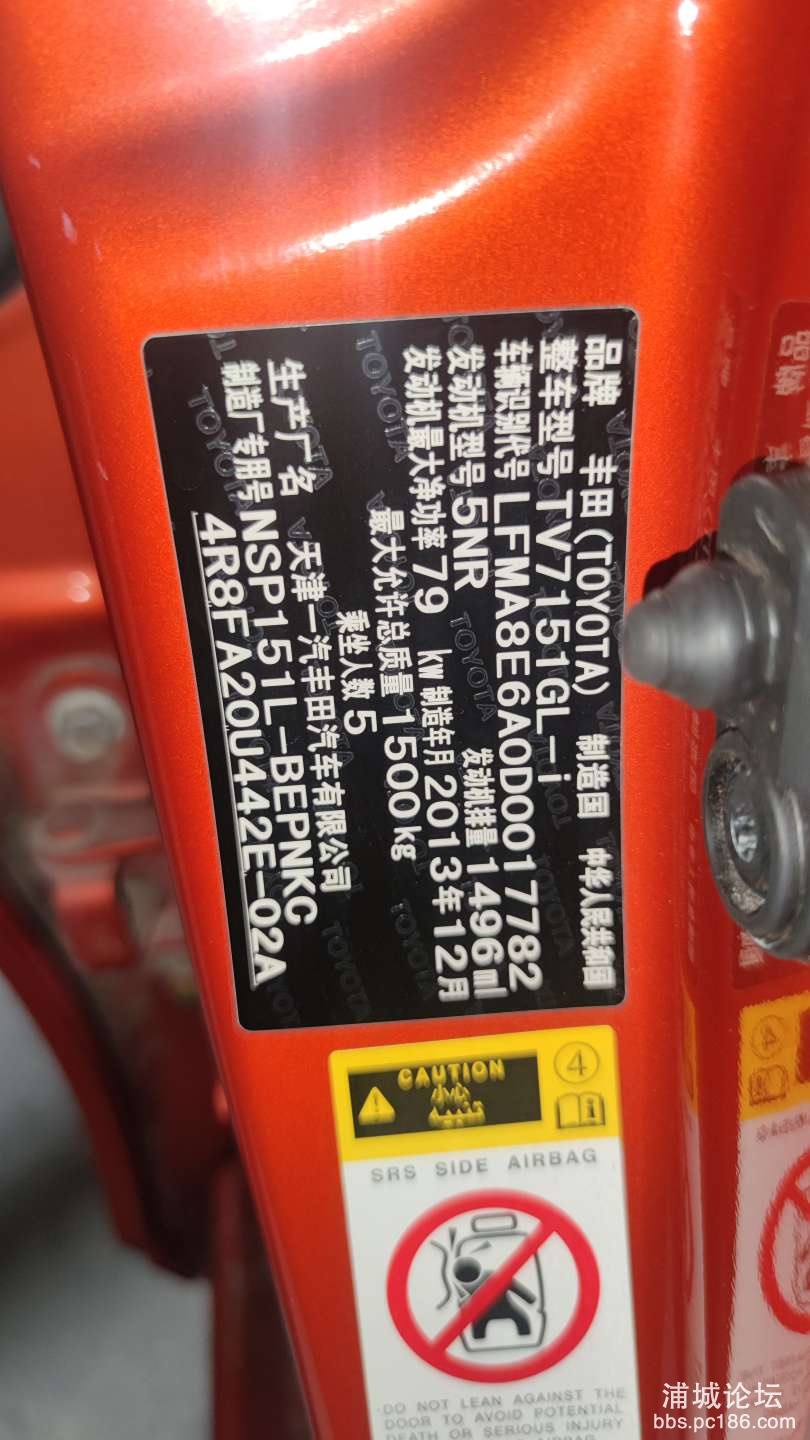 品牌 丰田(TOYOTA) 制造国 中华人民共和国
整车型号 TV7151GL-i
车辆识别代号 LFMA8E6A0D0017782
发动机型号 5NR 发动机排量 1496ml
发动机最大净功率 79 kW 制造年月 2013年12月
最大允许总质量 1500kg
乘坐人数 5
生产厂名 天津一汽丰田汽车有限公司
制造厂专用号 NSP151L-BEPNKC
4R8FA20U442E-02A
CAUTION
小心
4
SRS SIDE AIRBAG
DO NOT LEAN AGAINST THE
DOOR TO AVOID POTENTIAL
DEATH OR SERIOUS INJURY
浦城论坛
bbs.pc186.com